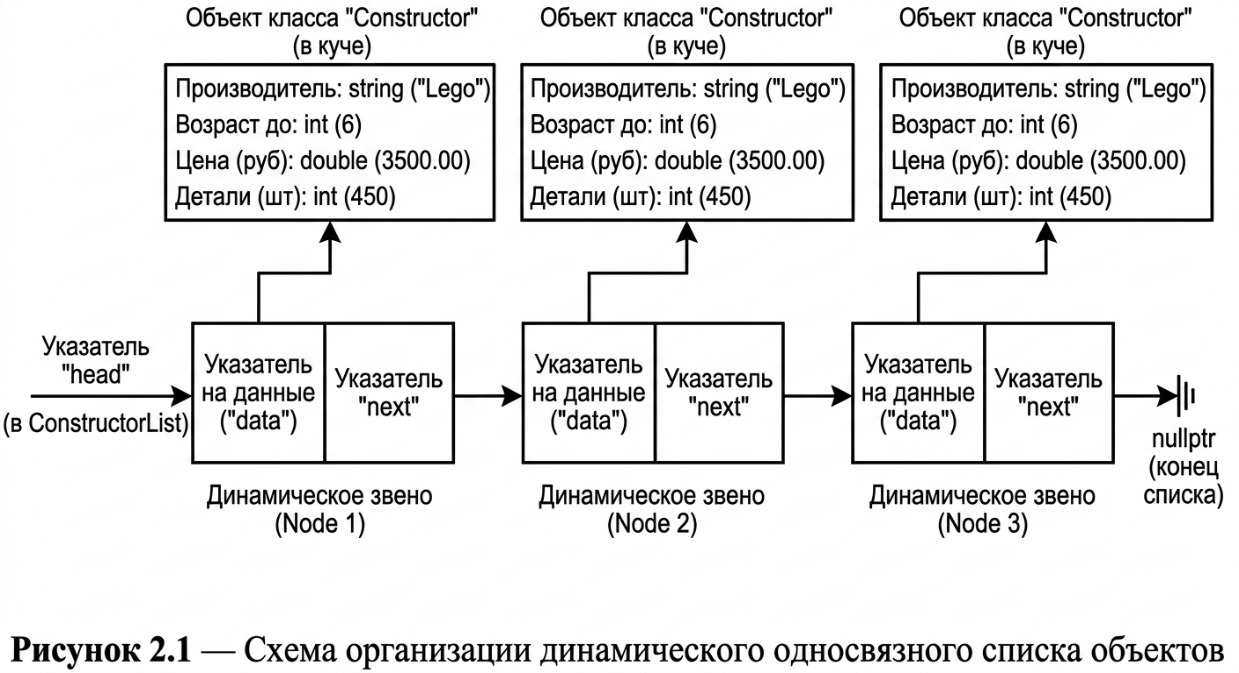 Объект класса "Constructor"
(в куче)
Производитель: string ("Lego")
Возраст до: int (6)
Цена (руб): double (3500.00)
Детали (шт): int (450)
Объект класса "Constructor"
(в куче)
Производитель: string ("Lego")
Возраст до: int (6)
Цена (руб): double (3500.00)
Детали (шт): int (450)
Объект класса "Constructor"
(в куче)
Производитель: string ("Lego")
Возраст до: int (6)
Цена (руб): double (3500.00)
Детали (шт): int (450)
Указатель
"head"
(в ConstructorList)
Указатель
на данные
("data")
Указатель
"next"
Динамическое звено
(Node 1)
Указатель
на данные
("data")
Указатель
"next"
Динамическое звено
(Node 2)
Указатель
на данные
("data")
Указатель
"next"
Динамическое звено
(Node 3)
nullptr
(конец
списка)
Рисунок 2.1 — Схема организации динамического односвязного списка объектов